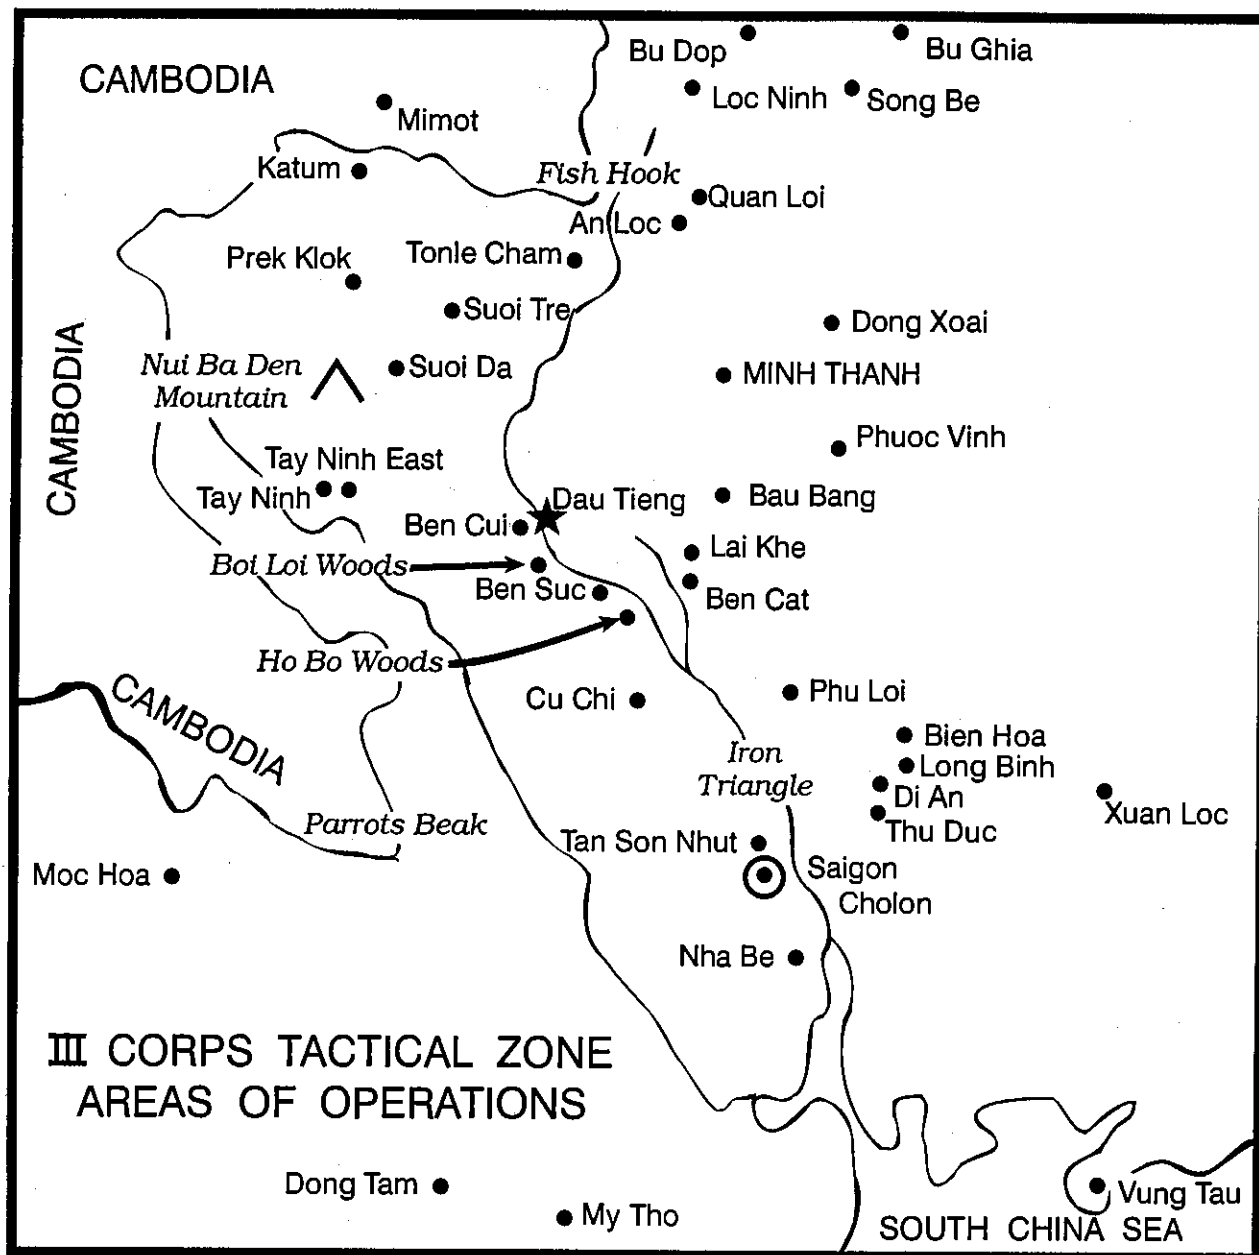 Bu Dop
Bu Ghia
CAMBODIA
Mimot
Loc Ninh
Song Be
Katum
Fish Hook
Quan Loi
An Loc
Prek Klok
Tonle Cham
Suoi Tre
Dong Xoai
CAMBODIA
Nui Ba Den
Mountain
Suoi Da
MINH THANH
Phuoc Vinh
Tay Ninh East
Tay Ninh
Dau Tieng
Bau Bang
Ben Cui
Lai Khe
Boi Loi Woods
Ben Suc
Ben Cat
Ho Bo Woods
CAMBODIA
Cu Chi
Phu Loi
Iron
Triangle
Bien Hoa
Long Binh
Di An
Thu Duc
Xuan Loc
Parrots Beak
Tan Son Nhut
Moc Hoa
Saigon
Cholon
Nha Be
III CORPS TACTICAL ZONE
AREAS OF OPERATIONS
Dong Tam
My Tho
Vung Tau
SOUTH CHINA SEA